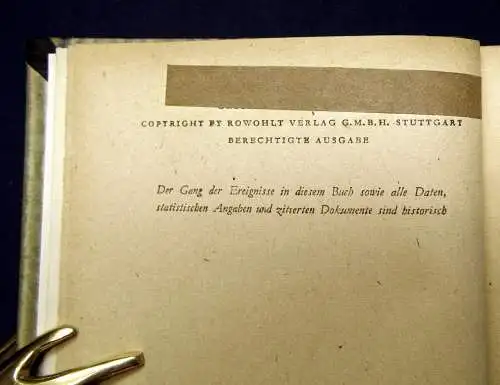 COPYRIGHT BY ROWOHLT VERLAG G.M.B.H. STUTTGART
BERECHTIGTE AUSGABE
Der Gang der Ereignisse in diesem Buch sowie alle Daten,
statistischen Angaben und zitierten Dokumente sind historisch